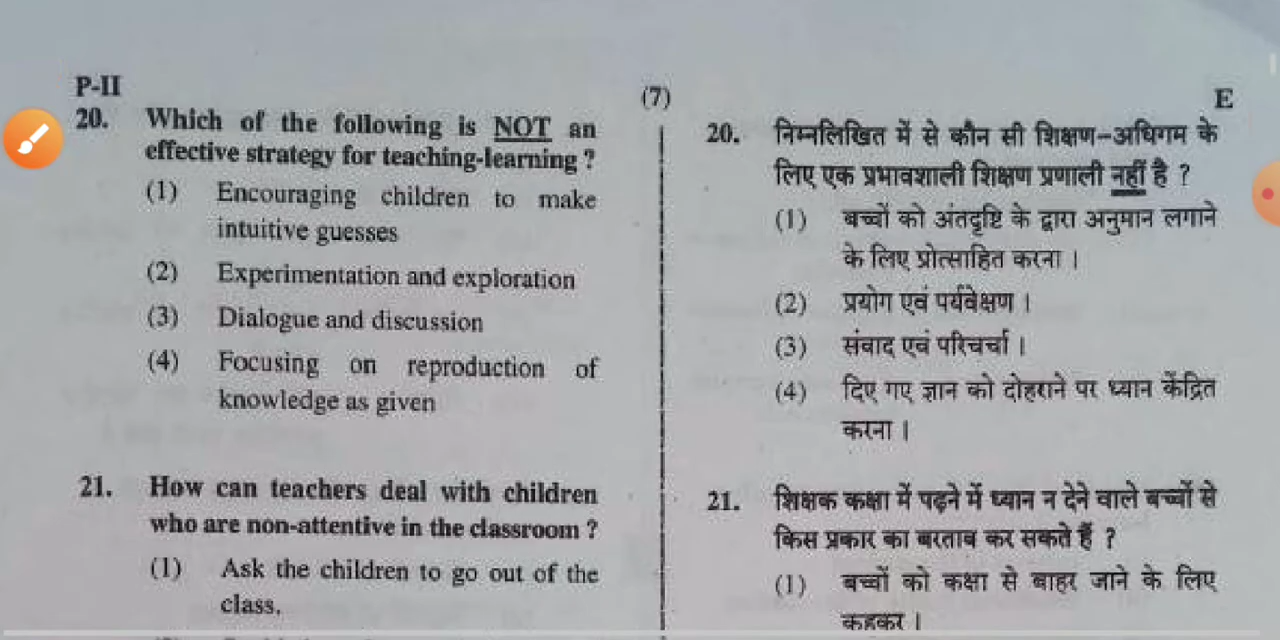 P-II
(7)
E
20. Which of the following is NOT an
effective strategy for teaching-learning ?
(1) Encouraging children to make
intuitive guesses
(2) Experimentation and exploration
(3) Dialogue and discussion
(4) Focusing on reproduction of
knowledge as given
21. How can teachers deal with children
who are non-attentive in the classroom ?
(1) Ask the children to go out of the
class.
20. निम्नलिखित में से कौन सी शिक्षण-अधिगम के
लिए एक प्रभावशाली शिक्षण प्रणाली नहीं है ?
(1) बच्चों को अंतदृष्टि के द्वारा अनुमान लगाने
के लिए प्रोत्साहित करना ।
(2) प्रयोग एवं पर्यवेक्षण ।
(3) संवाद एवं परिचर्चा ।
(4) दिए गए ज्ञान को दोहराने पर ध्यान केंद्रित
करना ।
21. शिक्षक कक्षा में पढ़ने में ध्यान न देने वाले बच्चों से
किस प्रकार का बरताव कर सकते हैं ?
(1) बच्चों को कक्षा से बाहर जाने के लिए
कहकर ।